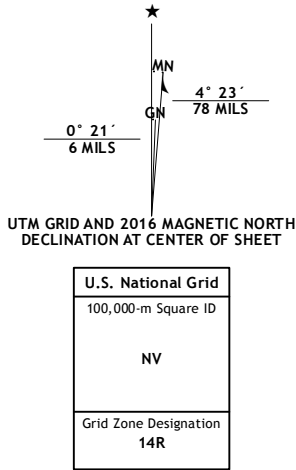 MN
4° 23´
78 MILS
GN
0° 21´
6 MILS
UTM GRID AND 2016 MAGNETIC NORTH
DECLINATION AT CENTER OF SHEET
U.S. National Grid
100,000-m Square ID
NV
Grid Zone Designation
14R